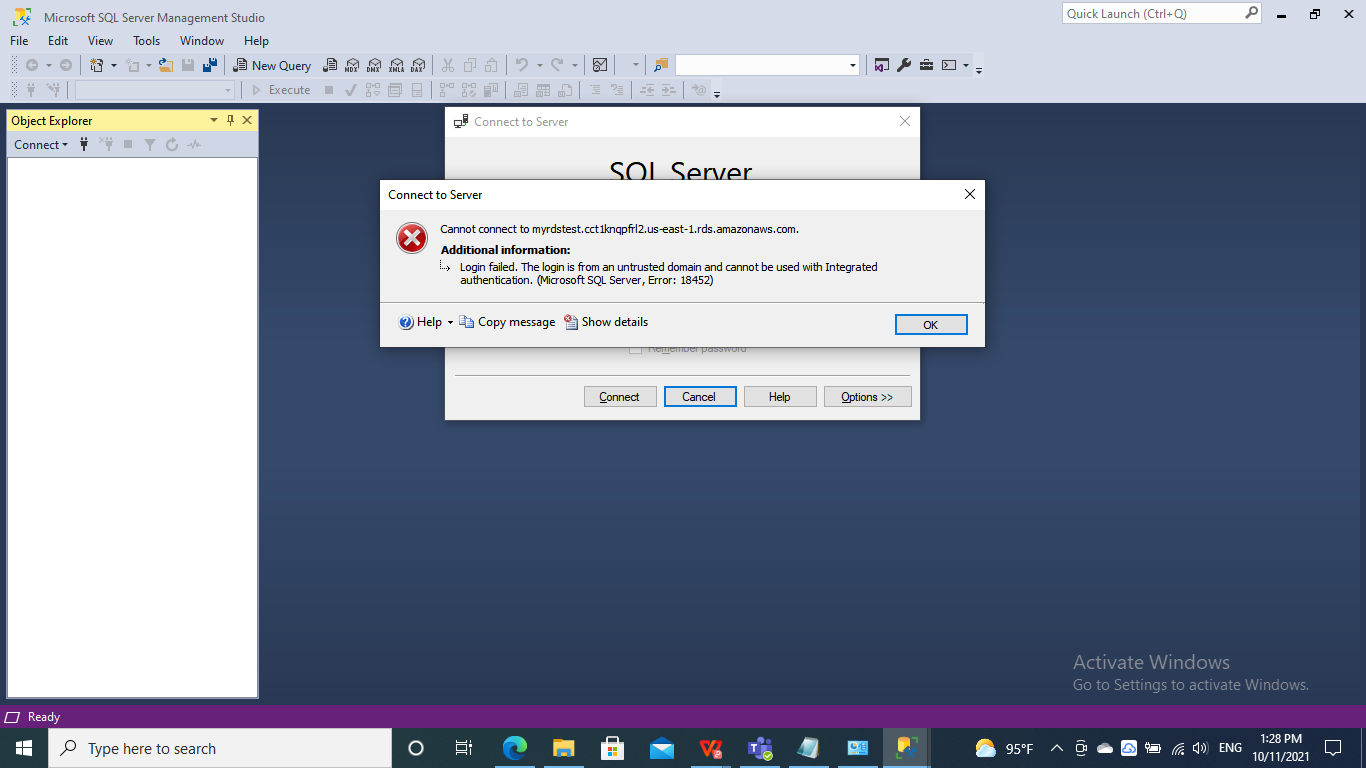 Microsoft SQL Server Management Studio
Quick Launch (Ctrl+Q)
File Edit View Tools Window Help
New Query MDX DMX XMLA DAX
Execute
Object Explorer
Connect
Connect to Server
SQL Server
Connect to Server
Cannot connect to myrdstest.cct1knqpfrl2.us-east-1.rds.amazonaws.com.
Additional information:
Login failed. The login is from an untrusted domain and cannot be used with Integrated
authentication. (Microsoft SQL Server, Error: 18452)
Help Copy message Show details OK
Remember password
Connect Cancel Help Options >>
Activate Windows
Go to Settings to activate Windows.
Ready
Type here to search
95°F
ENG
1:28 PM
10/11/2021